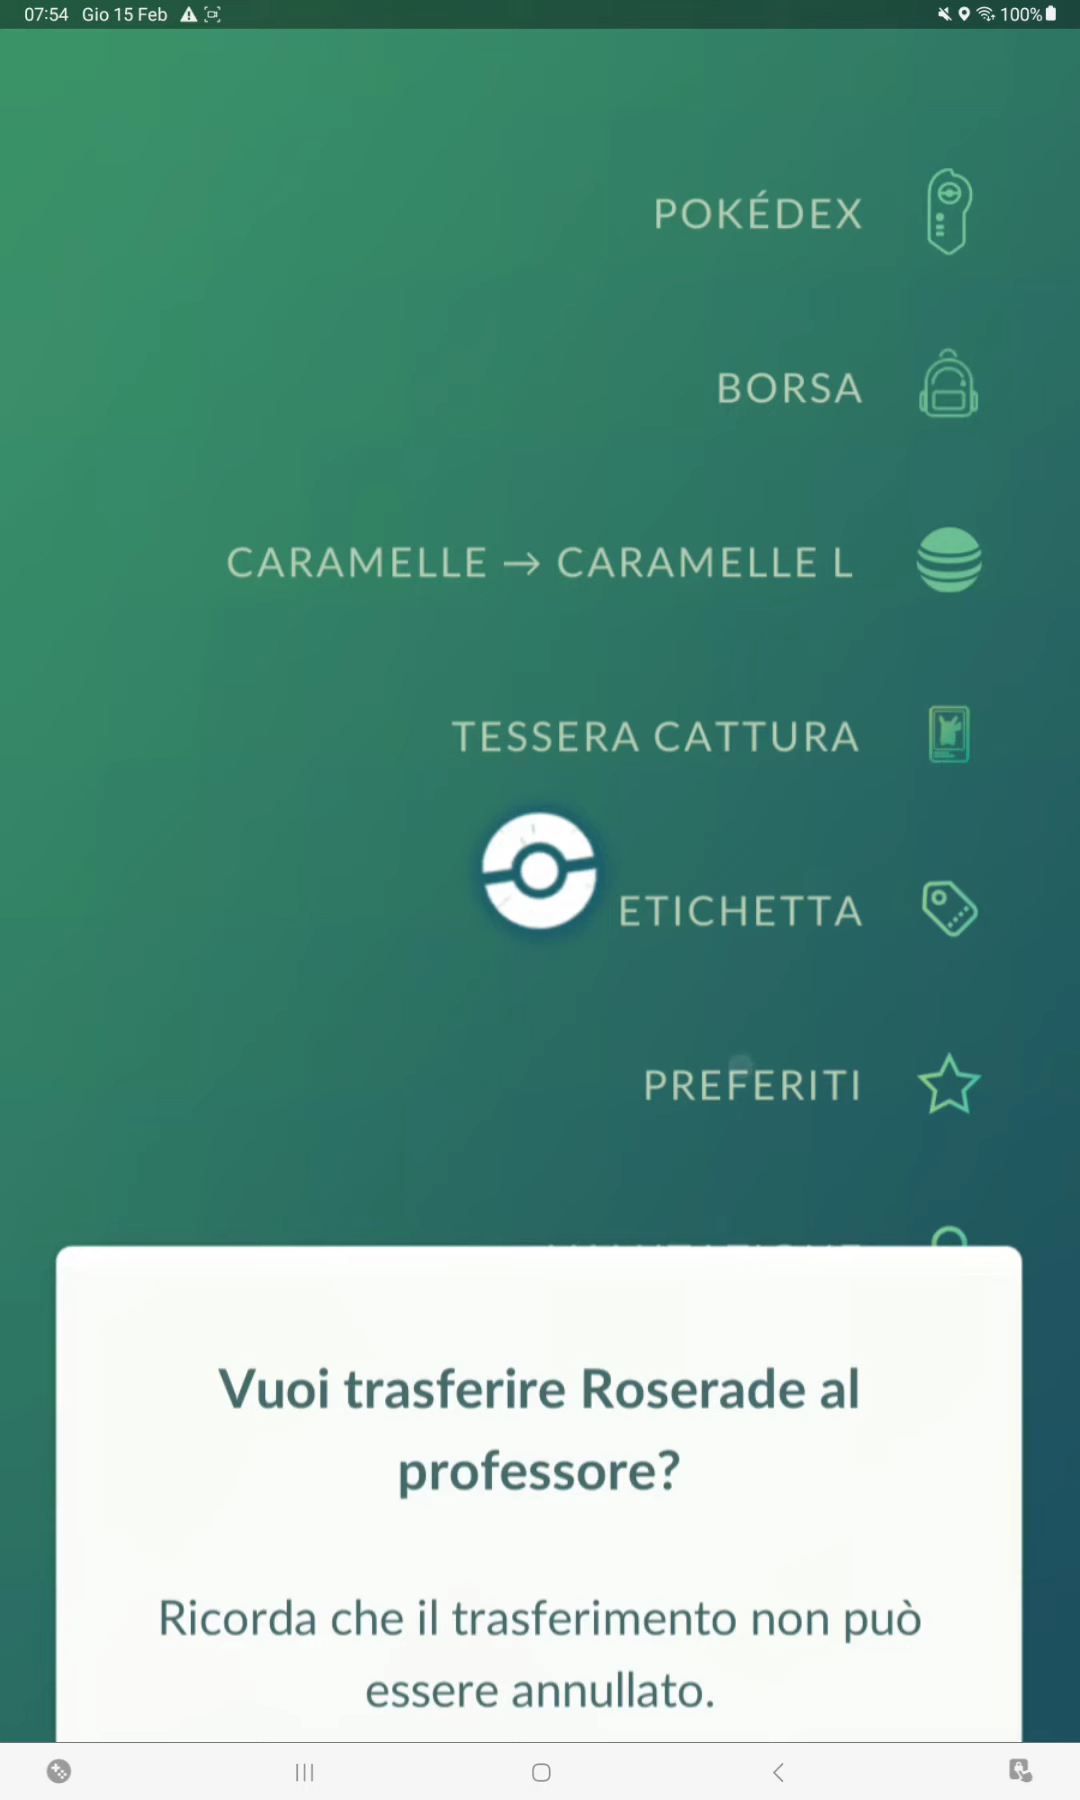 07:54 Gio 15 Feb 100%
POKÉDEX
BORSA
CARAMELLE → CARAMELLE L
TESSERA CATTURA
ETICHETTA
PREFERITI
Vuoi trasferire Roserade al
professore?
Ricorda che il trasferimento non può
essere annullato.